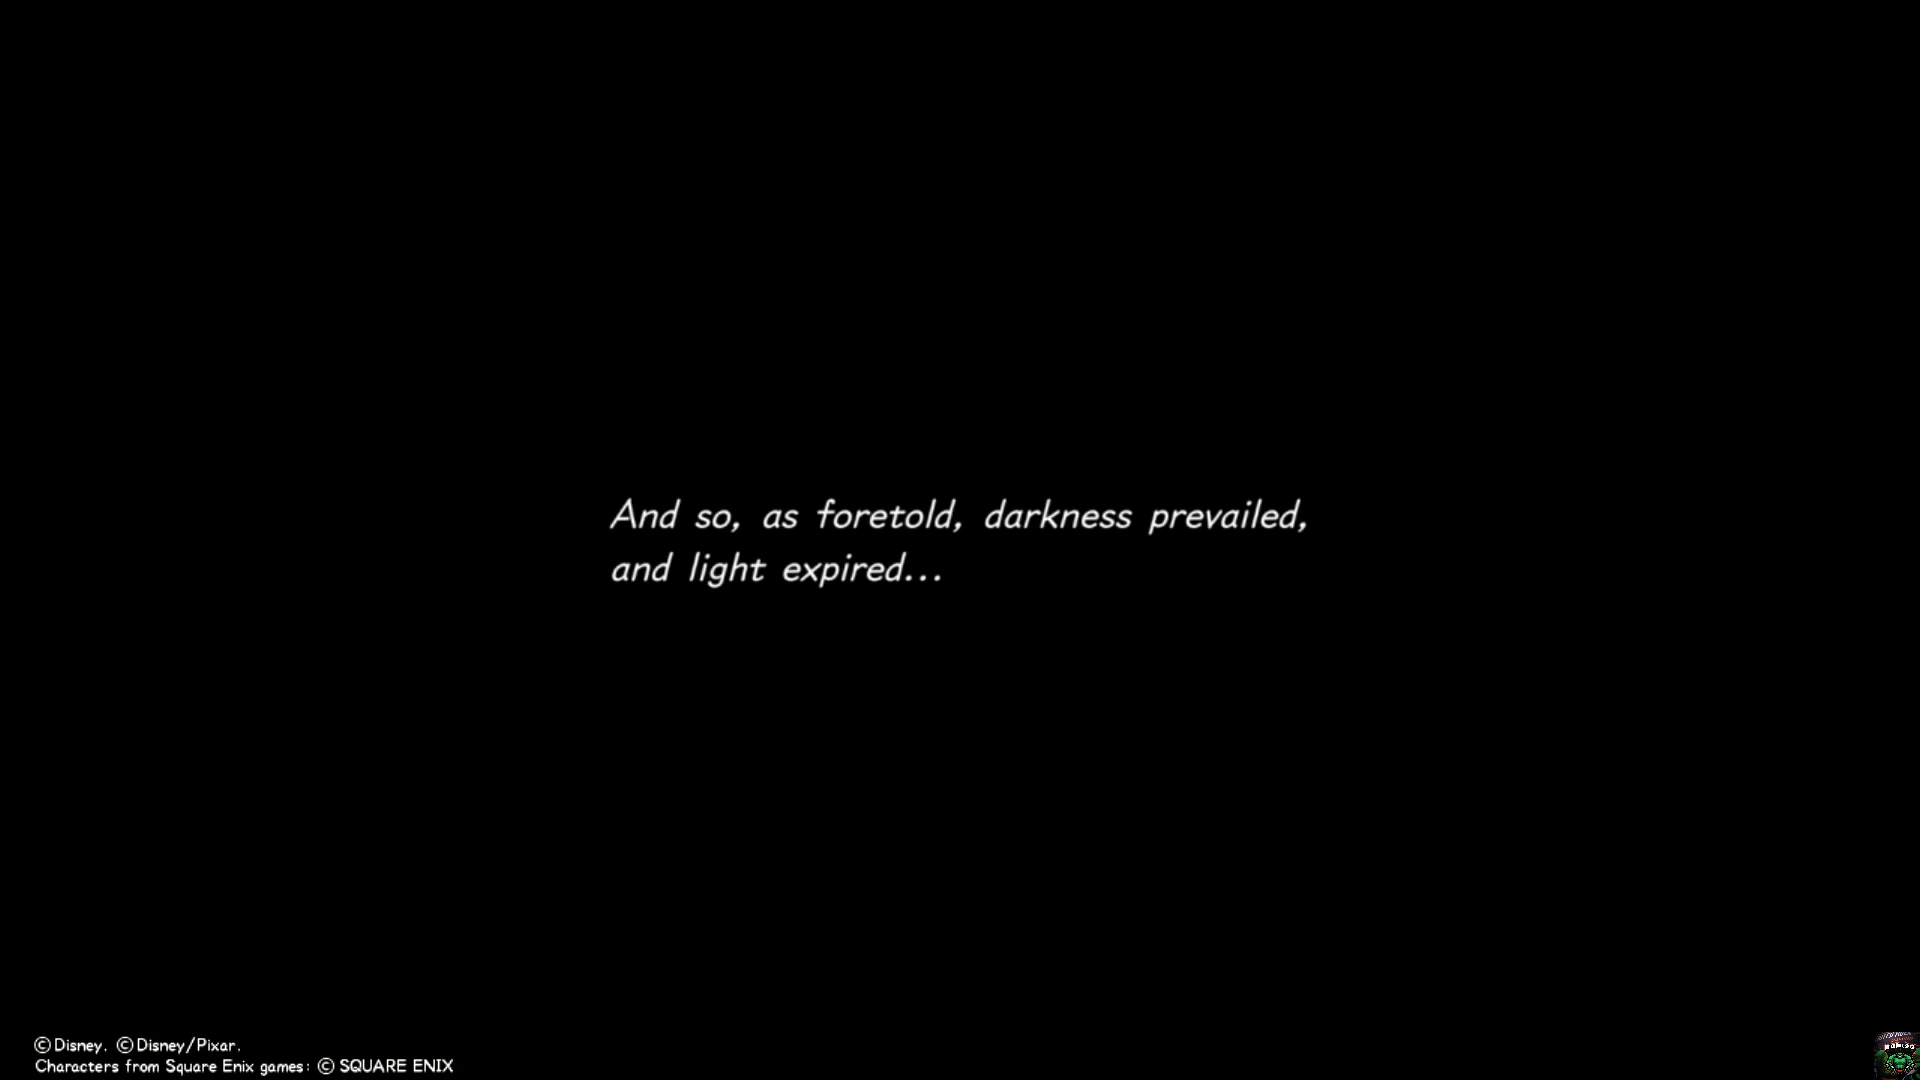 And so, as foretold, darkness prevailed,
and light expired...
©Disney. ©Disney/Pixar.
Characters from Square Enix games: © SQUARE ENIX